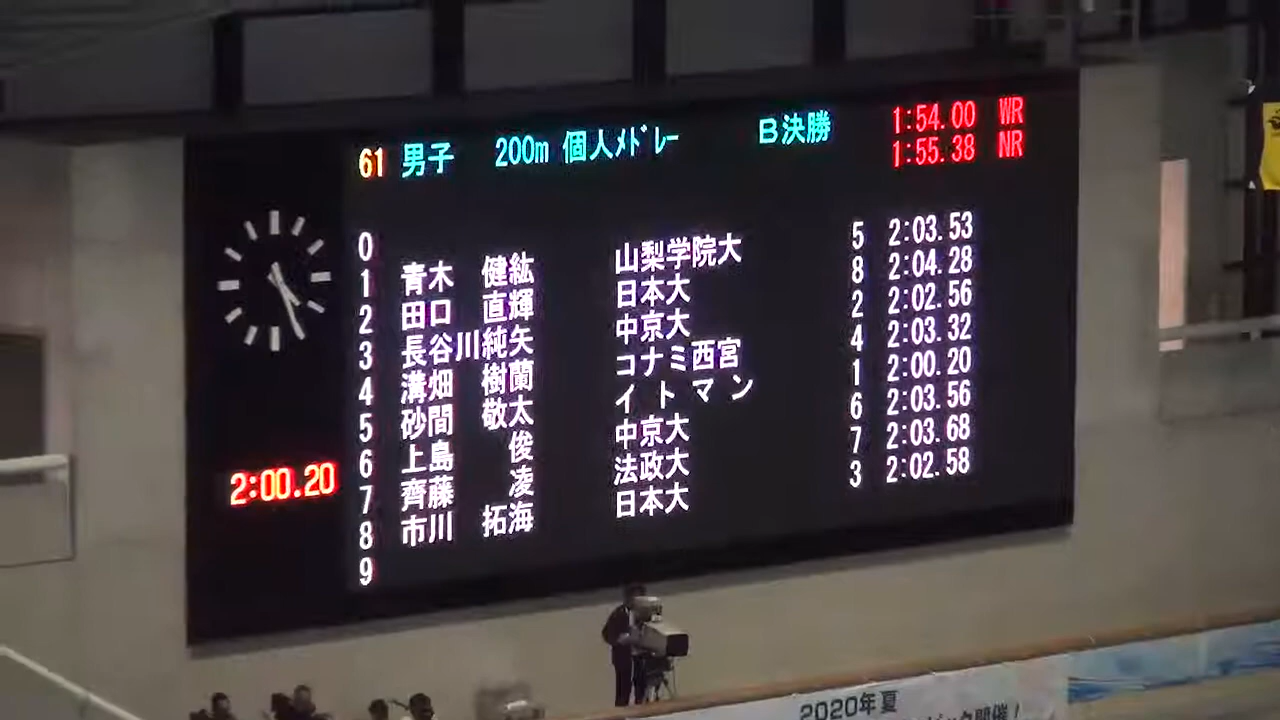 61 男子 200m 個人メドレー B決勝 1:54.00 WR
1:55.38 NR
0
1 青木 健紘 山梨学院大 5 2:03.53
2 田口 直輝 日本大 8 2:04.28
3 長谷川純矢 中京大 2 2:02.56
4 溝畑 樹蘭 コナミ西宮 4 2:03.32
5 砂間 敬太 イトマン 1 2:00.20
6 上島 俊 中京大 6 2:03.56
7 齊藤 凌 法政大 7 2:03.68
8 市川 拓海 日本大 3 2:02.58
9
2:00.20
2020年夏
ック開催!